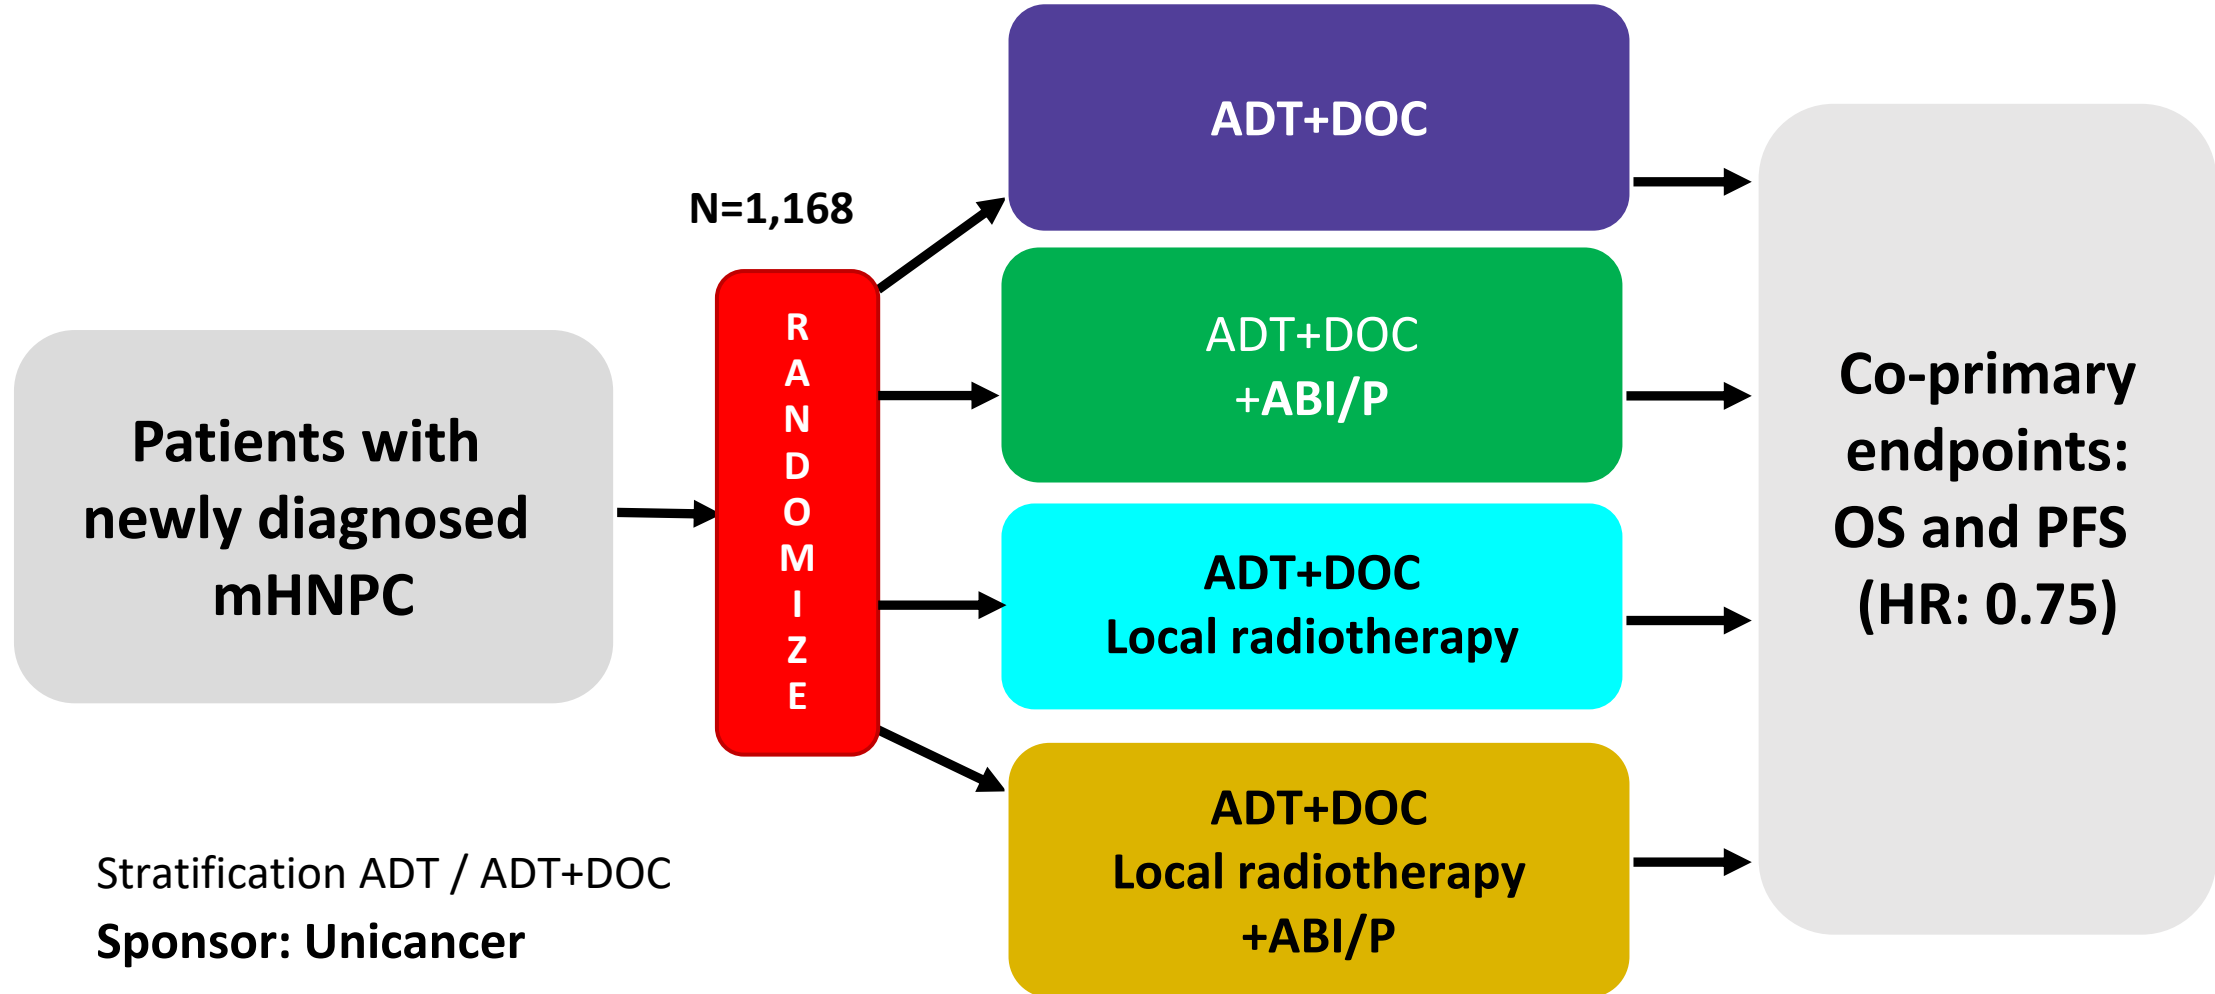 Patients with
newly diagnosed
mHNPC
N=1,168
R
A
N
D
O
M
I
Z
E
ADT+DOC
ADT+DOC
+ABI/P
ADT+DOC
Local radiotherapy
ADT+DOC
Local radiotherapy
+ABI/P
Co-primary
endpoints:
OS and PFS
(HR: 0.75)
Stratification ADT / ADT+DOC
Sponsor: Unicancer